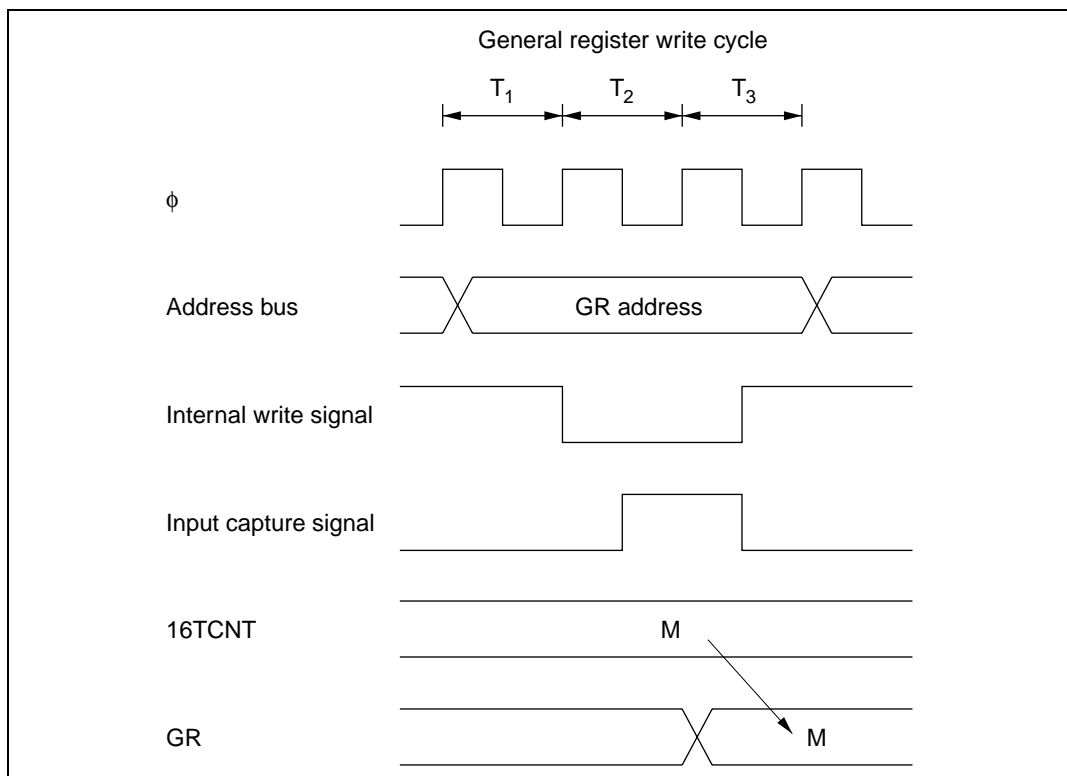 General register write cycle
T1 T2 T3
φ
Address bus
GR address
Internal write signal
Input capture signal
16TCNT
M
GR
M